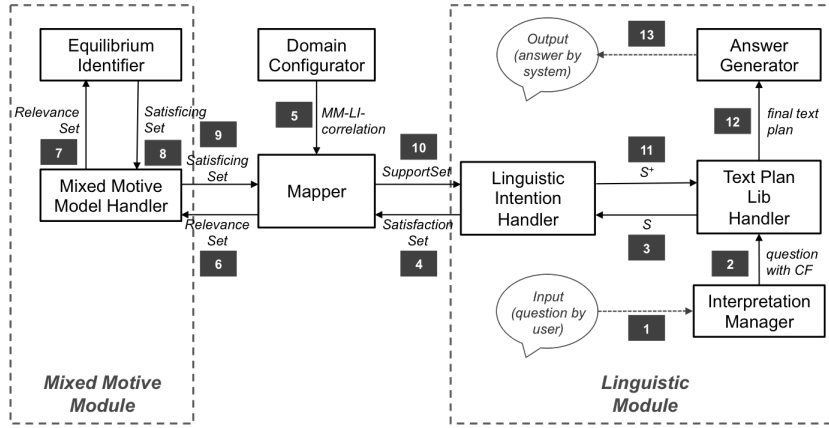 Equilibrium
Identifier
Domain
Configurator
Output
(answer by
system)
13
Answer
Generator
Relevance
Set
7
Satisficing
Set
8
9
Satisficing
Set
5
MM-LI-
correlation
10
SupportSet
11
S+
12
final text
plan
Mixed Motive
Model Handler
Mapper
Linguistic
Intention
Handler
Text Plan
Lib
Handler
Relevance
Set
6
Satisfaction
Set
4
S
3
2
question
with CF
Input
(question by
user)
1
Interpretation
Manager
Mixed Motive
Module
Linguistic
Module